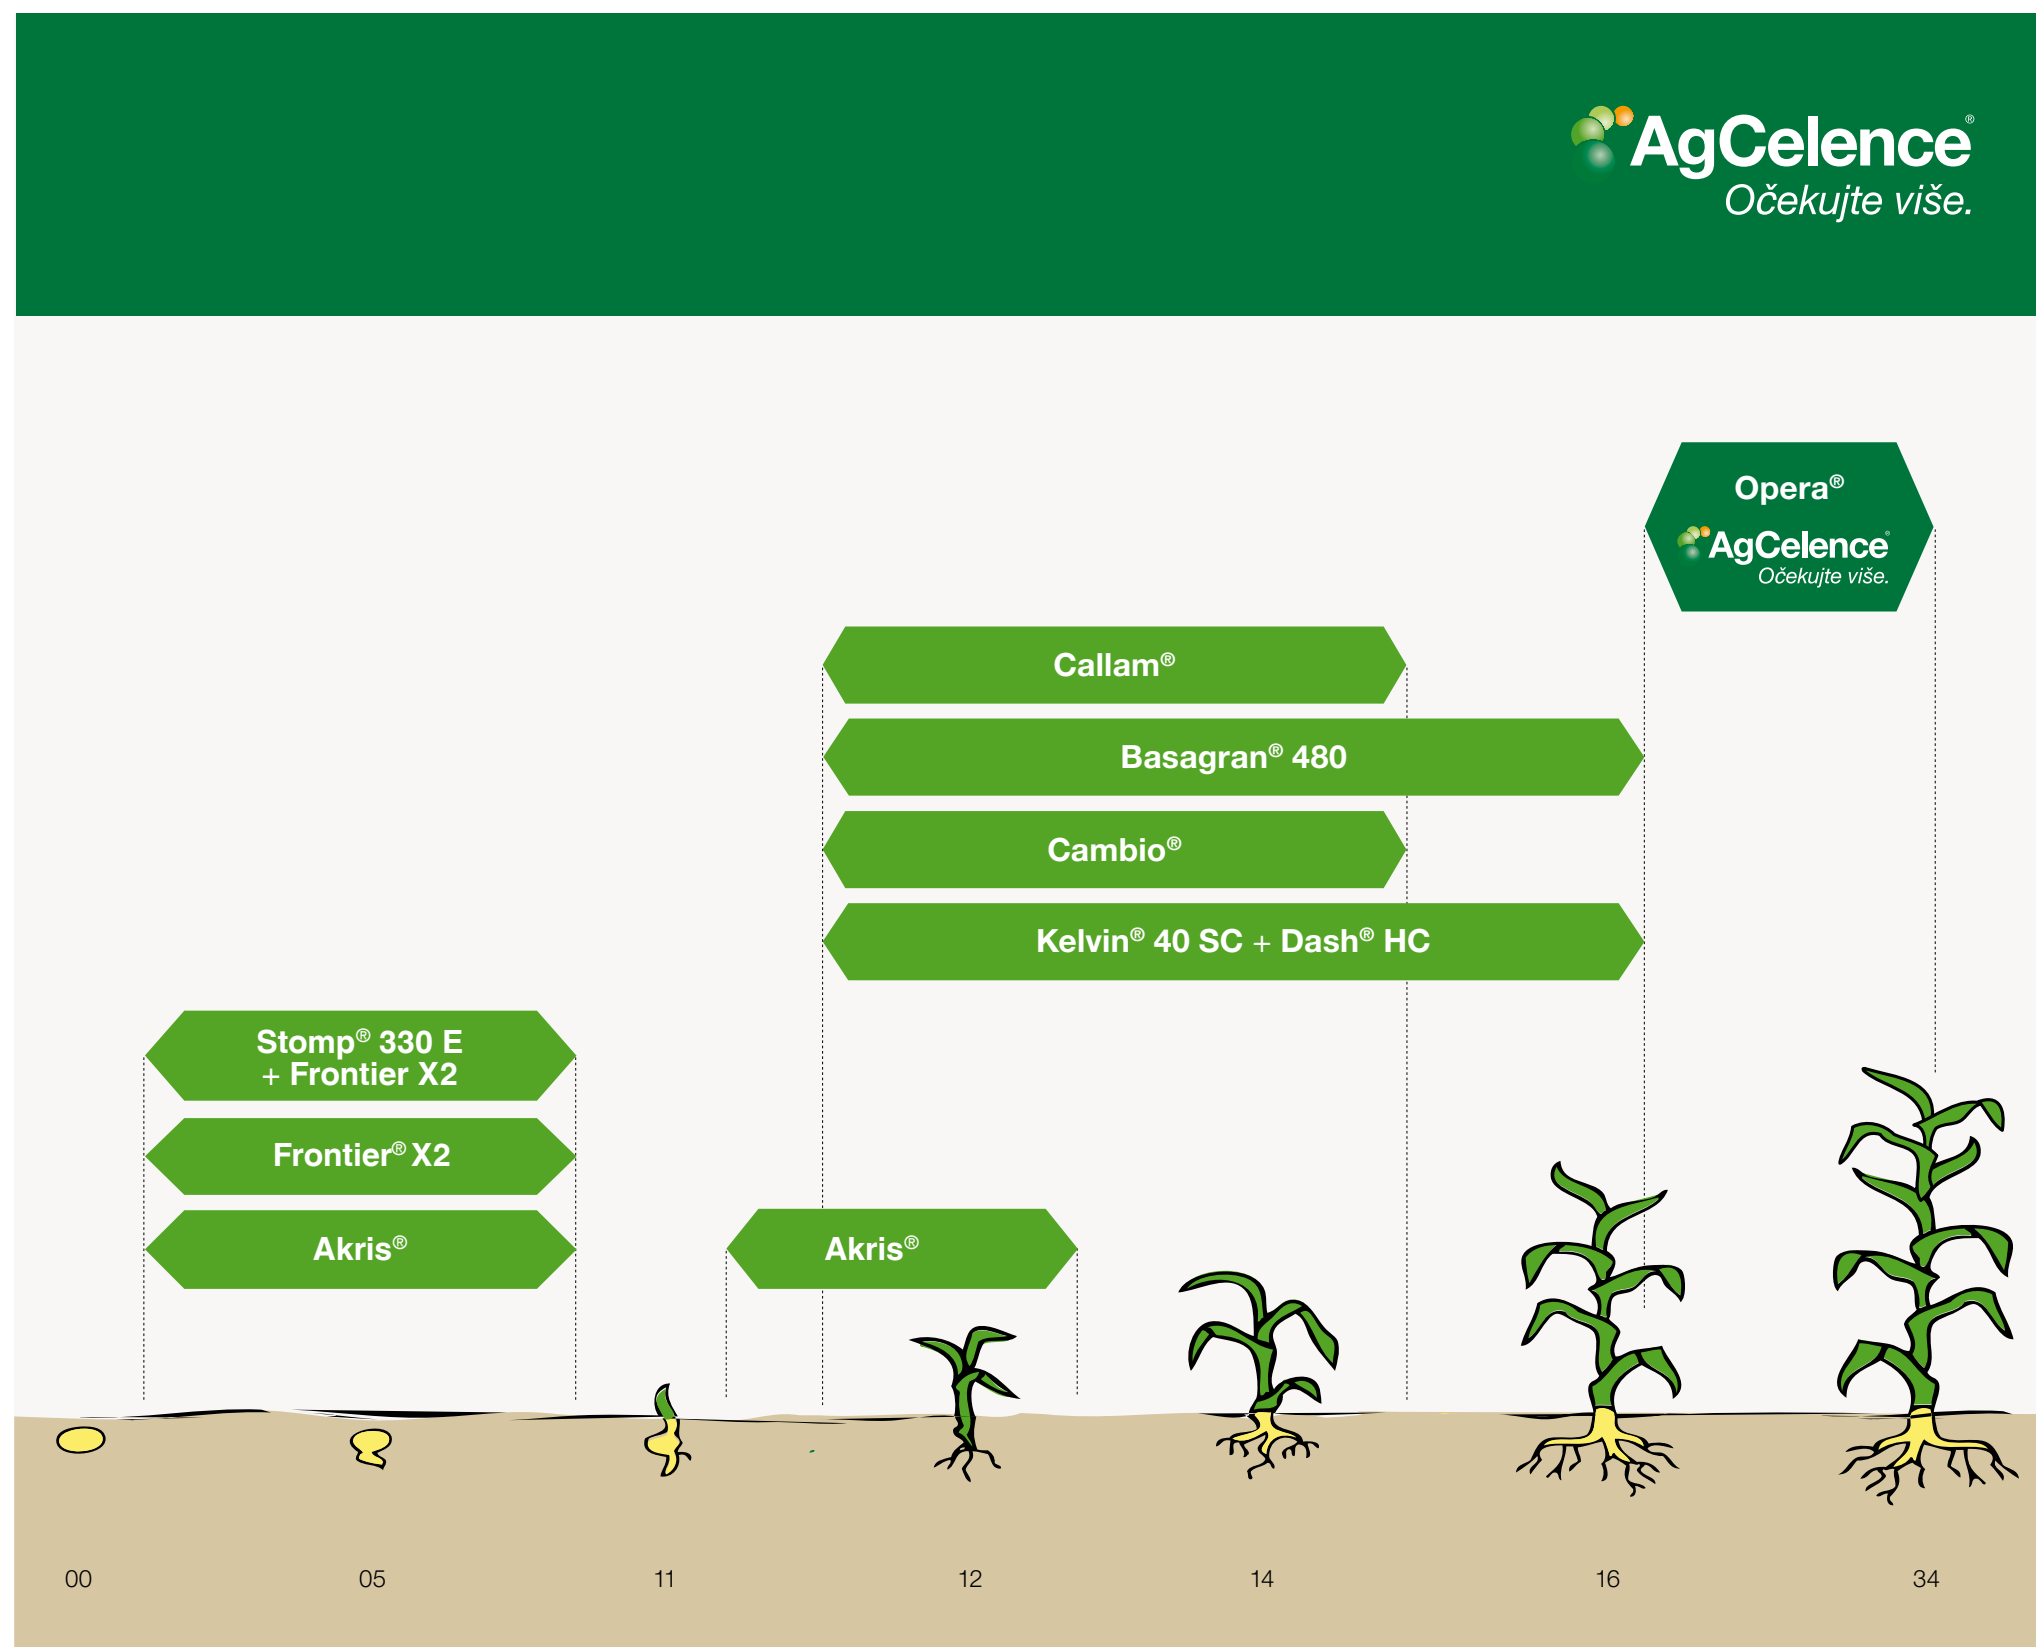 AgCelence®
Očekujte više.
Opera®
AgCelence®
Očekujte više.
Callam®
Basagran® 480
Cambio®
Kelvin® 40 SC + Dash® HC
Stomp® 330 E
+ Frontier X2
Frontier® X2
Akris®
Akris®
00
05
11
12
14
16
34